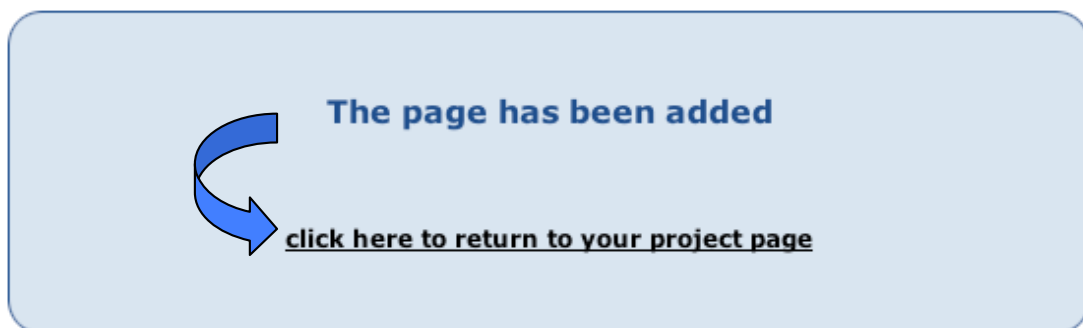 The page has been added
click here to return to your project page